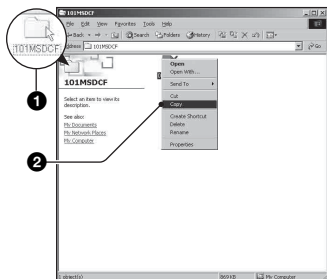 101MSDCF
File Edit View Favorites Tools Help
Back Search Folders History
Address 101MSDCF Go
101MSDCF
1
Select an item to view its
description.
See also:
My Documents
My Network Places
My Computer
2
Open
Open With...
Send To
Cut
Copy
Create Shortcut
Delete
Rename
Properties
1 object(s) 869 KB My Computer